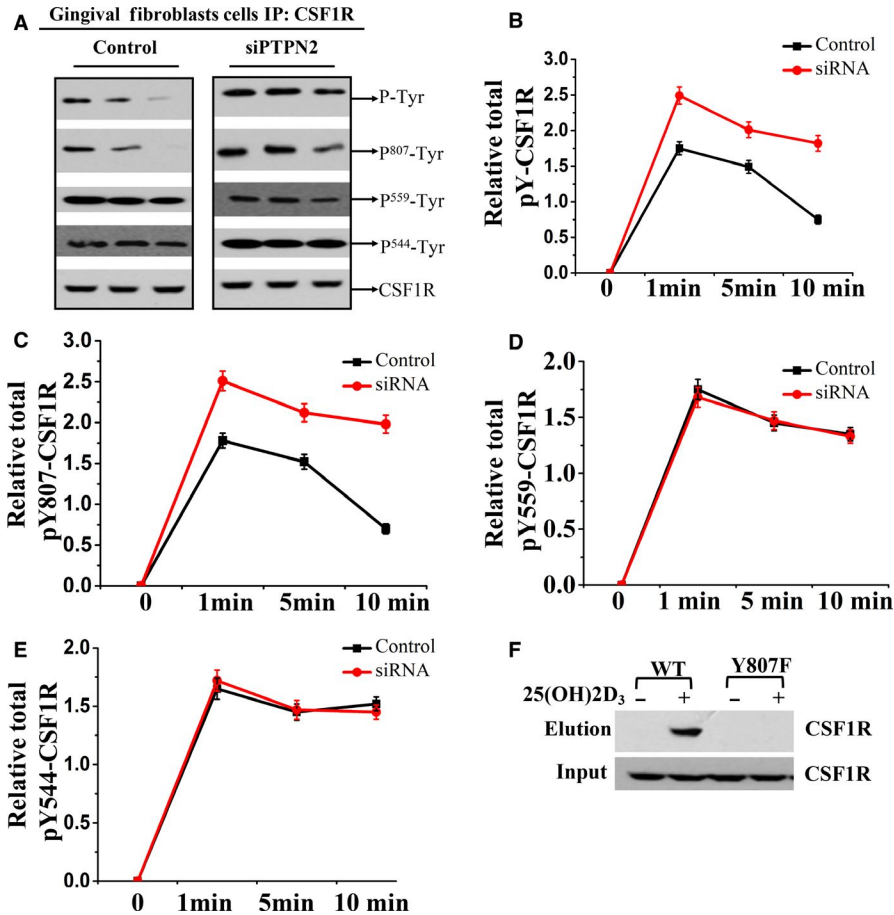 A
Gingival fibroblasts cells IP: CSF1R
Control siPTPN2
P-Tyr
P807-Tyr
P559-Tyr
P544-Tyr
CSF1R
B
Relative total
pY-CSF1R
3.0
2.5
2.0
1.5
1.0
0.5
0.0
0 1min 5min 10 min
Control
siRNA
C
Relative total
pY807-CSF1R
3.0
2.5
2.0
1.5
1.0
0.5
0.0
0 1min 5min 10 min
Control
siRNA
D
Relative total
pY559-CSF1R
2.0
1.5
1.0
0.5
0.0
0 1 min 5 min 10 min
Control
siRNA
E
Relative total
pY544-CSF1R
2.0
1.5
1.0
0.5
0.0
0 1min 5min 10 min
Control
siRNA
F
WT Y807F
25(OH)2D3 – + – +
Elution CSF1R
Input CSF1R